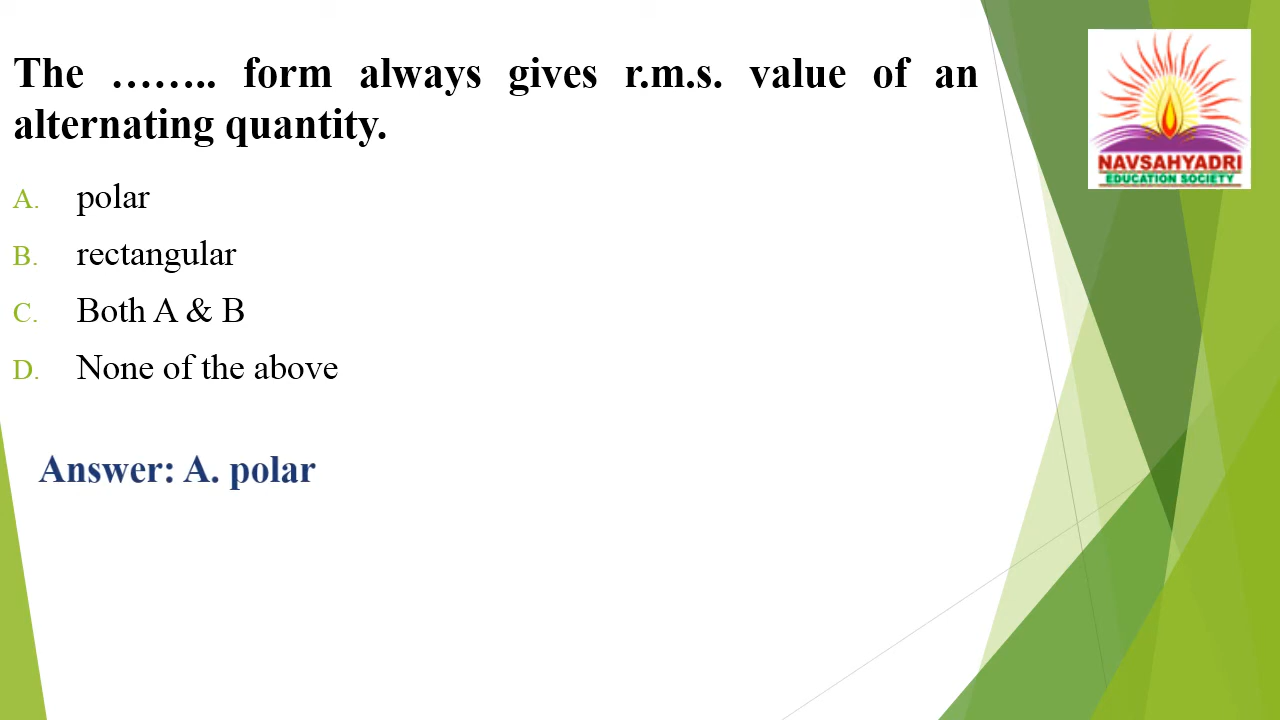 The …….. form always gives r.m.s. value of an
alternating quantity.
A. polar
B. rectangular
C. Both A & B
D. None of the above
Answer: A. polar
NAVSAHYADRI
EDUCATION SOCIETY